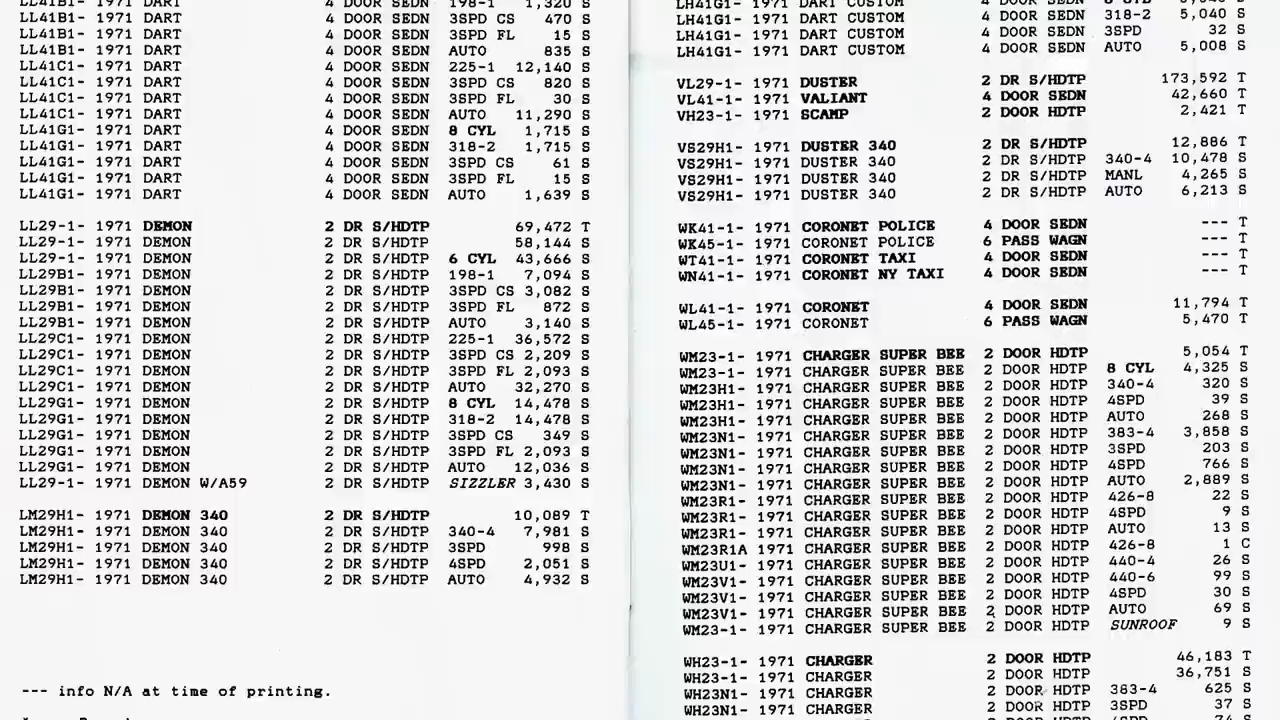 LL41B1- 1971 DART 4 DOOR SEDN 198-1 1,320 S
LL41B1- 1971 DART 4 DOOR SEDN 3SPD CS 470 S
LL41B1- 1971 DART 4 DOOR SEDN 3SPD FL 15 S
LL41B1- 1971 DART 4 DOOR SEDN AUTO 835 S
LL41C1- 1971 DART 4 DOOR SEDN 225-1 12,140 S
LL41C1- 1971 DART 4 DOOR SEDN 3SPD CS 820 S
LL41C1- 1971 DART 4 DOOR SEDN 3SPD FL 30 S
LL41C1- 1971 DART 4 DOOR SEDN AUTO 11,290 S
LL41G1- 1971 DART 4 DOOR SEDN 8 CYL 1,715 S
LL41G1- 1971 DART 4 DOOR SEDN 318-2 1,715 S
LL41G1- 1971 DART 4 DOOR SEDN 3SPD CS 61 S
LL41G1- 1971 DART 4 DOOR SEDN 3SPD FL 15 S
LL41G1- 1971 DART 4 DOOR SEDN AUTO 1,639 S
LL29-1- 1971 DEMON 2 DR S/HDTP 69,472 T
LL29-1- 1971 DEMON 2 DR S/HDTP 58,144 S
LL29-1- 1971 DEMON 2 DR S/HDTP 6 CYL 43,666 S
LL29B1- 1971 DEMON 2 DR S/HDTP 198-1 7,094 S
LL29B1- 1971 DEMON 2 DR S/HDTP 3SPD CS 3,082 S
LL29B1- 1971 DEMON 2 DR S/HDTP 3SPD FL 872 S
LL29B1- 1971 DEMON 2 DR S/HDTP AUTO 3,140 S
LL29C1- 1971 DEMON 2 DR S/HDTP 225-1 36,572 S
LL29C1- 1971 DEMON 2 DR S/HDTP 3SPD CS 2,209 S
LL29C1- 1971 DEMON 2 DR S/HDTP 3SPD FL 2,093 S
LL29C1- 1971 DEMON 2 DR S/HDTP AUTO 32,270 S
LL29G1- 1971 DEMON 2 DR S/HDTP 8 CYL 14,478 S
LL29G1- 1971 DEMON 2 DR S/HDTP 318-2 14,478 S
LL29G1- 1971 DEMON 2 DR S/HDTP 3SPD CS 349 S
LL29G1- 1971 DEMON 2 DR S/HDTP 3SPD FL 2,093 S
LL29G1- 1971 DEMON 2 DR S/HDTP AUTO 12,036 S
LL29-1- 1971 DEMON W/A59 2 DR S/HDTP SIZZLER 3,430 S
LM29H1- 1971 DEMON 340 2 DR S/HDTP 10,089 T
LM29H1- 1971 DEMON 340 2 DR S/HDTP 340-4 7,981 S
LM29H1- 1971 DEMON 340 2 DR S/HDTP 3SPD 998 S
LM29H1- 1971 DEMON 340 2 DR S/HDTP 4SPD 2,051 S
LM29H1- 1971 DEMON 340 2 DR S/HDTP AUTO 4,932 S
--- info N/A at time of printing.
LH41G1- 1971 DART CUSTOM 4 DOOR SEDN 8 CYL 5,040 S
LH41G1- 1971 DART CUSTOM 4 DOOR SEDN 318-2 5,040 S
LH41G1- 1971 DART CUSTOM 4 DOOR SEDN 3SPD 32 S
LH41G1- 1971 DART CUSTOM 4 DOOR SEDN AUTO 5,008 S
VL29-1- 1971 DUSTER 2 DR S/HDTP 173,592 T
VL41-1- 1971 VALIANT 4 DOOR SEDN 42,660 T
VH23-1- 1971 SCAMP 2 DOOR HDTP 2,421 T
VS29H1- 1971 DUSTER 340 2 DR S/HDTP 12,886 T
VS29H1- 1971 DUSTER 340 2 DR S/HDTP 340-4 10,478 S
VS29H1- 1971 DUSTER 340 2 DR S/HDTP MANL 4,265 S
VS29H1- 1971 DUSTER 340 2 DR S/HDTP AUTO 6,213 S
WK41-1- 1971 CORONET POLICE 4 DOOR SEDN --- T
WK45-1- 1971 CORONET POLICE 6 PASS WAGN --- T
WT41-1- 1971 CORONET TAXI 4 DOOR SEDN --- T
WN41-1- 1971 CORONET NY TAXI 4 DOOR SEDN --- T
WL41-1- 1971 CORONET 4 DOOR SEDN 11,794 T
WL45-1- 1971 CORONET 6 PASS WAGN 5,470 T
WM23-1- 1971 CHARGER SUPER BEE 2 DOOR HDTP 5,054 T
WM23-1- 1971 CHARGER SUPER BEE 2 DOOR HDTP 8 CYL 4,325 S
WM23H1- 1971 CHARGER SUPER BEE 2 DOOR HDTP 340-4 320 S
WM23H1- 1971 CHARGER SUPER BEE 2 DOOR HDTP 4SPD 39 S
WM23H1- 1971 CHARGER SUPER BEE 2 DOOR HDTP AUTO 268 S
WM23N1- 1971 CHARGER SUPER BEE 2 DOOR HDTP 383-4 3,858 S
WM23N1- 1971 CHARGER SUPER BEE 2 DOOR HDTP 3SPD 203 S
WM23N1- 1971 CHARGER SUPER BEE 2 DOOR HDTP 4SPD 766 S
WM23N1- 1971 CHARGER SUPER BEE 2 DOOR HDTP AUTO 2,889 S
WM23R1- 1971 CHARGER SUPER BEE 2 DOOR HDTP 426-8 22 S
WM23R1- 1971 CHARGER SUPER BEE 2 DOOR HDTP 4SPD 9 S
WM23R1- 1971 CHARGER SUPER BEE 2 DOOR HDTP AUTO 13 S
WM23R1A 1971 CHARGER SUPER BEE 2 DOOR HDTP 426-8 1 C
WM23U1- 1971 CHARGER SUPER BEE 2 DOOR HDTP 440-4 26 S
WM23V1- 1971 CHARGER SUPER BEE 2 DOOR HDTP 440-6 99 S
WM23V1- 1971 CHARGER SUPER BEE 2 DOOR HDTP 4SPD 30 S
WM23V1- 1971 CHARGER SUPER BEE 2 DOOR HDTP AUTO 69 S
WM23-1- 1971 CHARGER SUPER BEE 2 DOOR HDTP SUNROOF 9 S
WH23-1- 1971 CHARGER 2 DOOR HDTP 46,183 T
WH23-1- 1971 CHARGER 2 DOOR HDTP 36,751 S
WH23N1- 1971 CHARGER 2 DOOR HDTP 383-4 625 S
WH23N1- 1971 CHARGER 2 DOOR HDTP 3SPD 37 S